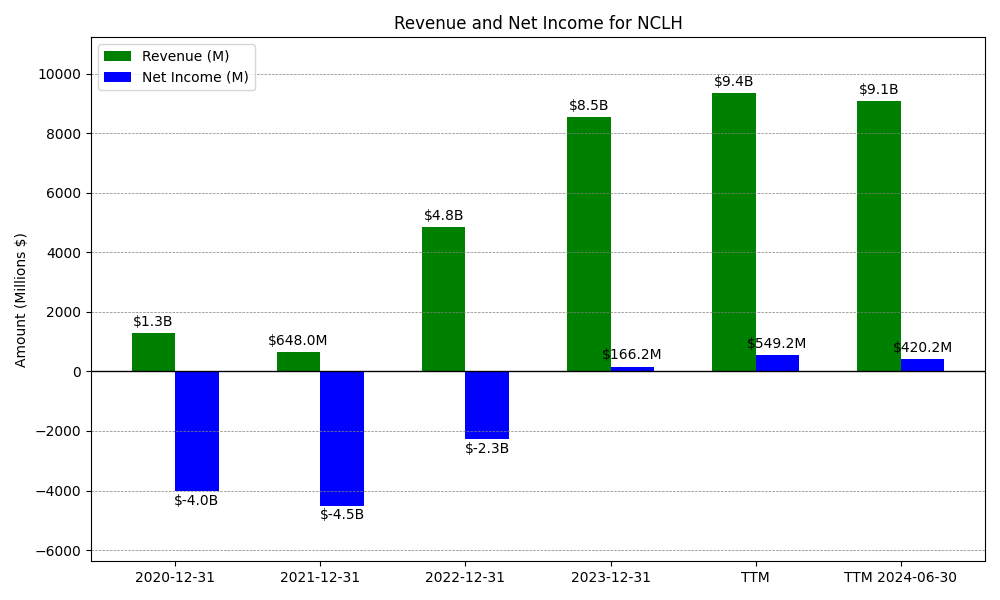 Revenue and Net Income for NCLH
Revenue (M)
Net Income (M)
Amount (Millions $)
10000
8000
6000
4000
2000
0
−2000
−4000
−6000
$1.3B
$648.0M
$4.8B
$8.5B
$9.4B
$9.1B
$-4.0B
$-4.5B
$-2.3B
$166.2M
$549.2M
$420.2M
2020-12-31
2021-12-31
2022-12-31
2023-12-31
TTM
TTM 2024-06-30